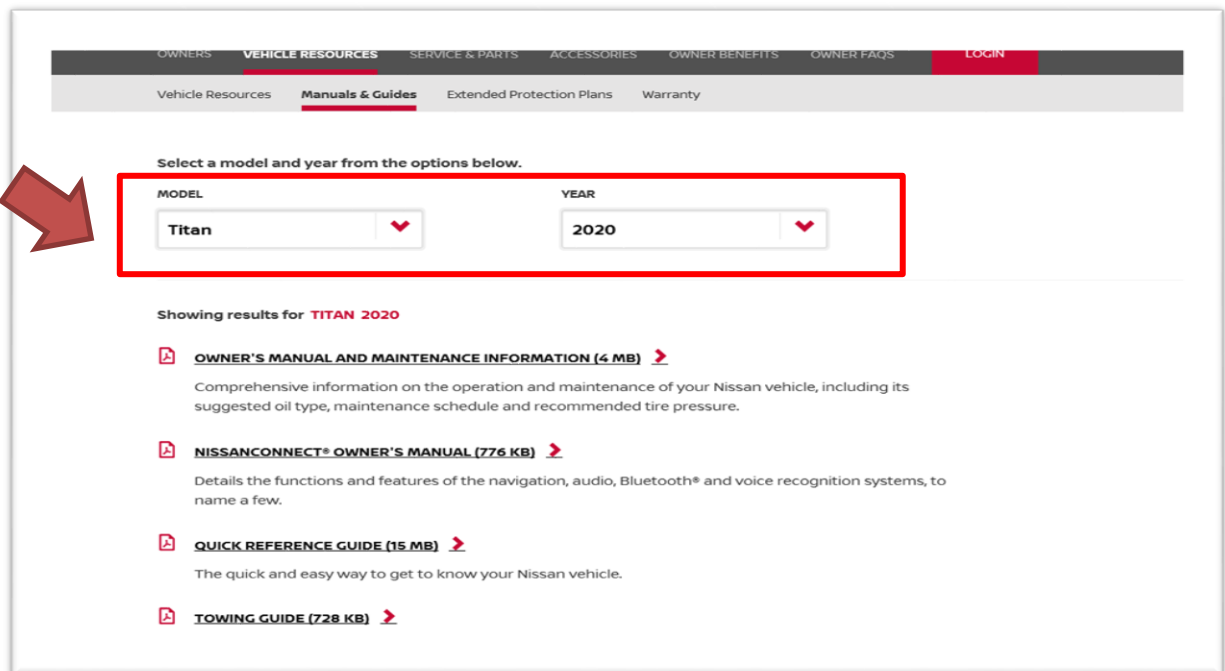 OWNERS VEHICLE RESOURCES SERVICE & PARTS ACCESSORIES OWNER BENEFITS OWNER FAQS LOGIN
Vehicle Resources Manuals & Guides Extended Protection Plans Warranty
Select a model and year from the options below.
MODEL YEAR
Titan 2020
Showing results for TITAN 2020
OWNER'S MANUAL AND MAINTENANCE INFORMATION (4 MB)
Comprehensive information on the operation and maintenance of your Nissan vehicle, including its
suggested oil type, maintenance schedule and recommended tire pressure.
NISSANCONNECT® OWNER'S MANUAL (776 KB)
Details the functions and features of the navigation, audio, Bluetooth® and voice recognition systems, to
name a few.
QUICK REFERENCE GUIDE (15 MB)
The quick and easy way to get to know your Nissan vehicle.
TOWING GUIDE (728 KB)